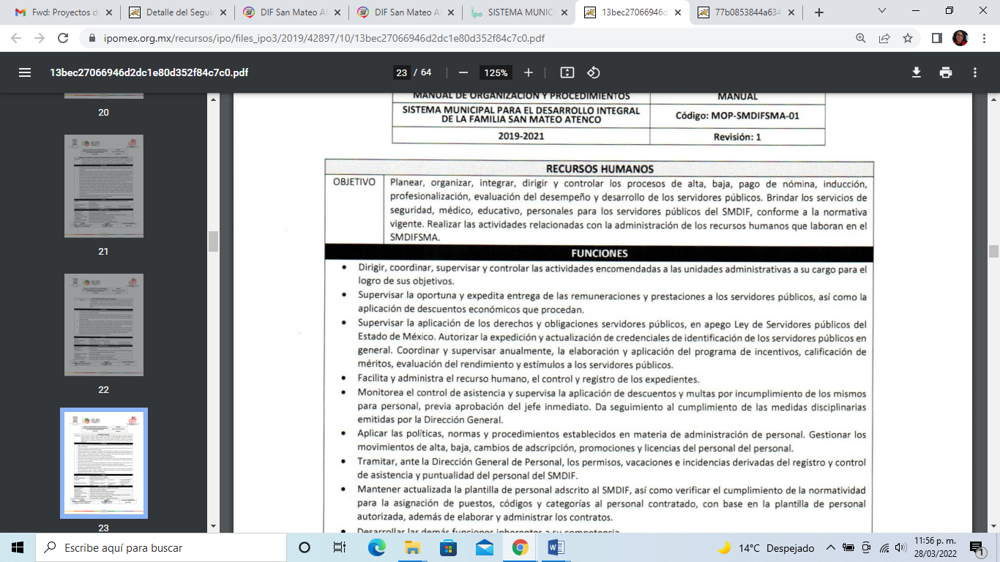 Fwd: Proyectos d
Detalle del Segui
DIF San Mateo At
DIF San Mateo At
SISTEMA MUNIC
13bec27066946d
77b0853844a634
ipomex.org.mx/recursos/ipo/files_ipo3/2019/42897/10/13bec27066946d2dc1e80d352f84c7c0.pdf
13bec27066946d2dc1e80d352f84c7c0.pdf
23 / 64
125%
20
21
22
23
MANUAL DE ORGANIZACIÓN Y PROCEDIMIENTOS
MANUAL
SISTEMA MUNICIPAL PARA EL DESARROLLO INTEGRAL
DE LA FAMILIA SAN MATEO ATENCO
Código: MOP-SMDIFSMA-01
2019-2021
Revisión: 1
RECURSOS HUMANOS
OBJETIVO
Planear, organizar, integrar, dirigir y controlar los procesos de alta, baja, pago de nómina, inducción,
profesionalización, evaluación del desempeño y desarrollo de los servidores públicos. Brindar los servicios de
seguridad, médico, educativo, personales para los servidores públicos del SMDIF, conforme a la normativa
vigente. Realizar las actividades relacionadas con la administración de los recursos humanos que laboran en el
SMDIFSMA.
FUNCIONES
• Dirigir, coordinar, supervisar y controlar las actividades encomendadas a las unidades administrativas a su cargo para el
logro de sus objetivos.
• Supervisar la oportuna y expedita entrega de las remuneraciones y prestaciones a los servidores públicos, así como la
aplicación de descuentos económicos que procedan.
• Supervisar la aplicación de los derechos y obligaciones servidores públicos, en apego Ley de Servidores públicos del
Estado de México. Autorizar la expedición y actualización de credenciales de identificación de los servidores públicos en
general. Coordinar y supervisar anualmente, la elaboración y aplicación del programa de incentivos, calificación de
méritos, evaluación del rendimiento y estímulos a los servidores públicos.
• Facilita y administra el recurso humano, el control y registro de los expedientes.
• Monitorea el control de asistencia y supervisa la aplicación de descuentos y multas por incumplimiento de los mismos
para personal, previa aprobación del jefe inmediato. Da seguimiento al cumplimiento de las medidas disciplinarias
emitidas por la Dirección General.
• Aplicar las políticas, normas y procedimientos establecidos en materia de administración de personal. Gestionar los
movimientos de alta, baja, cambios de adscripción, promociones y licencias del personal del personal.
• Tramitar, ante la Dirección General de Personal, los permisos, vacaciones e incidencias derivadas del registro y control
de asistencia y puntualidad del personal del SMDIF.
• Mantener actualizada la plantilla de personal adscrita al SMDIF, así como verificar el cumplimiento de la normatividad
para la asignación de puestos, códigos y categorías al personal contratado, con base en la plantilla de personal
autorizada, además de elaborar y administrar los contratos.
• Desarrollar las demás funciones inherentes a su competencia.
Escribe aquí para buscar
14°C Despejado
11:56 p. m.
28/03/2022
1